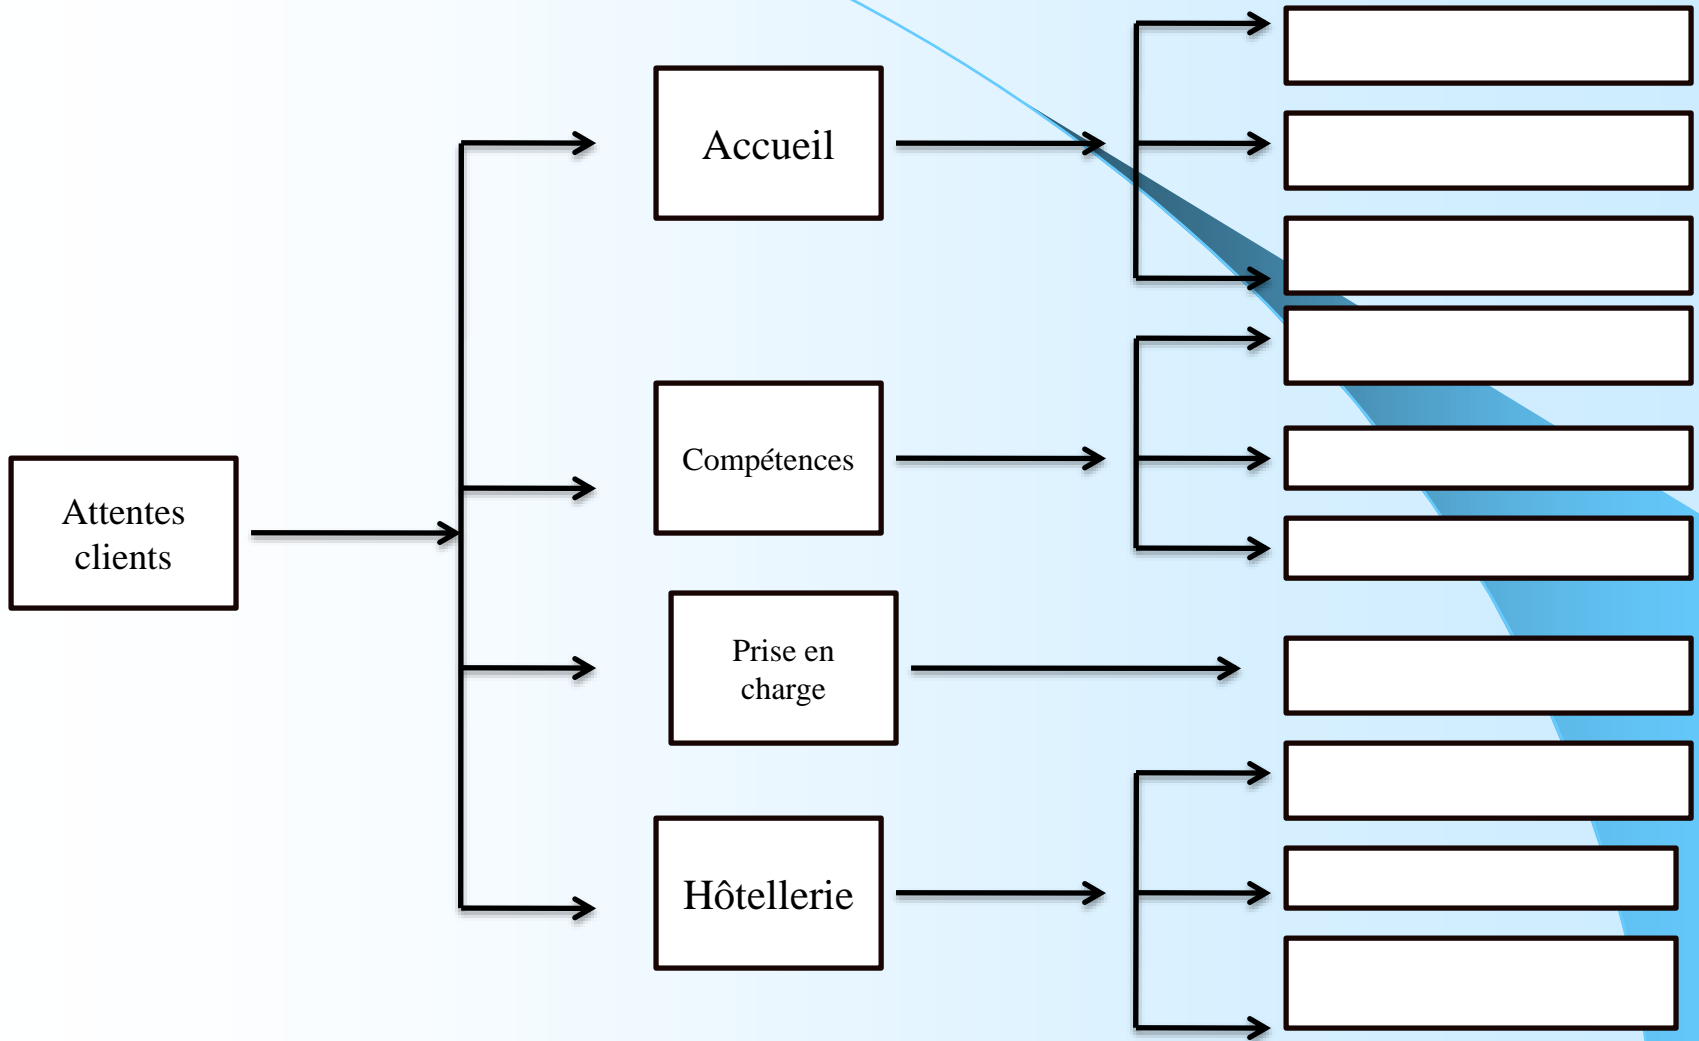 Accueil
Compétences
Attentes
clients
Prise en
charge
Hôtellerie